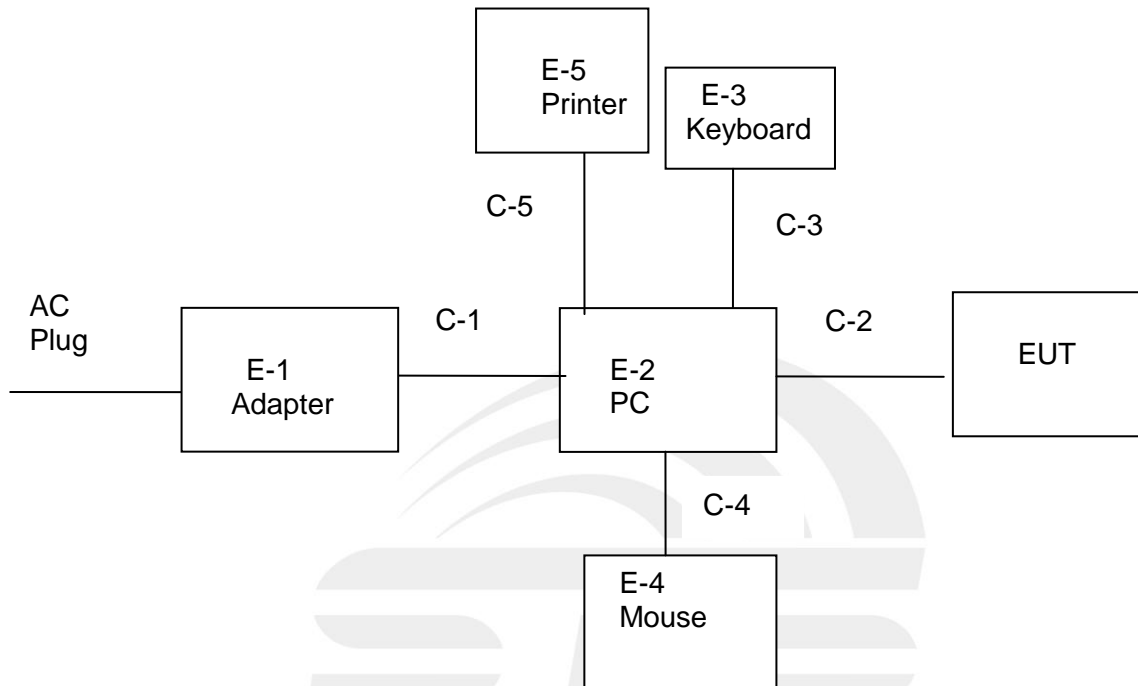 E-5
Printer
E-3
Keyboard
C-5
C-3
AC
Plug
C-1
C-2
E-1
Adapter
E-2
PC
EUT
C-4
E-4
Mouse